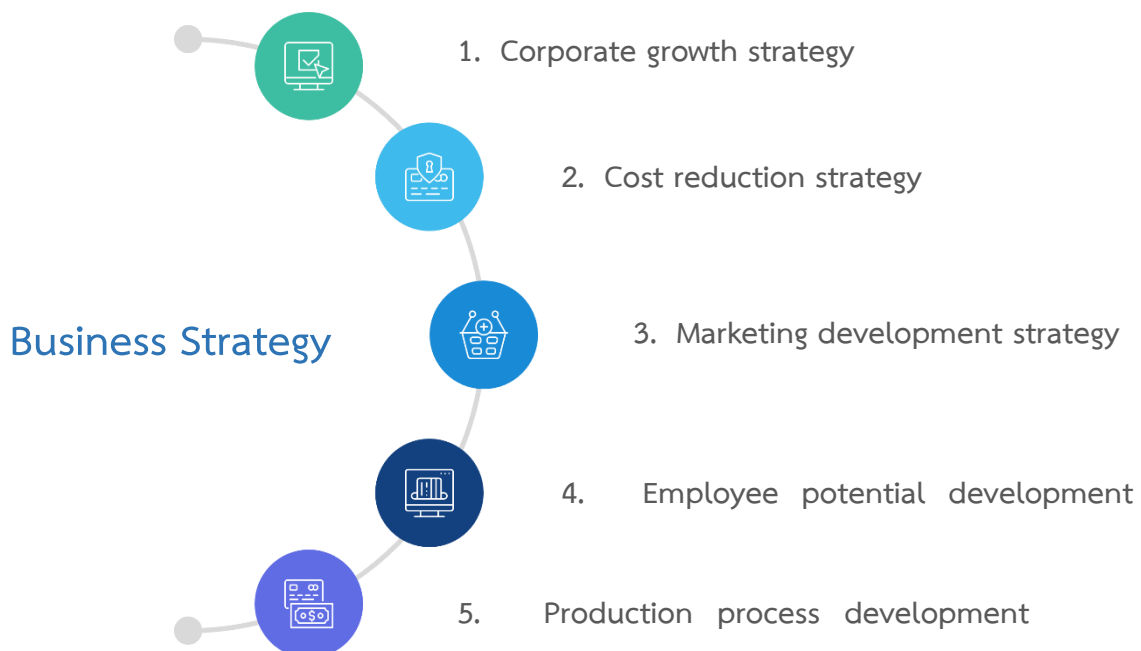 1. Corporate growth strategy
2. Cost reduction strategy
Business Strategy
3. Marketing development strategy
4. Employee potential development
5. Production process development